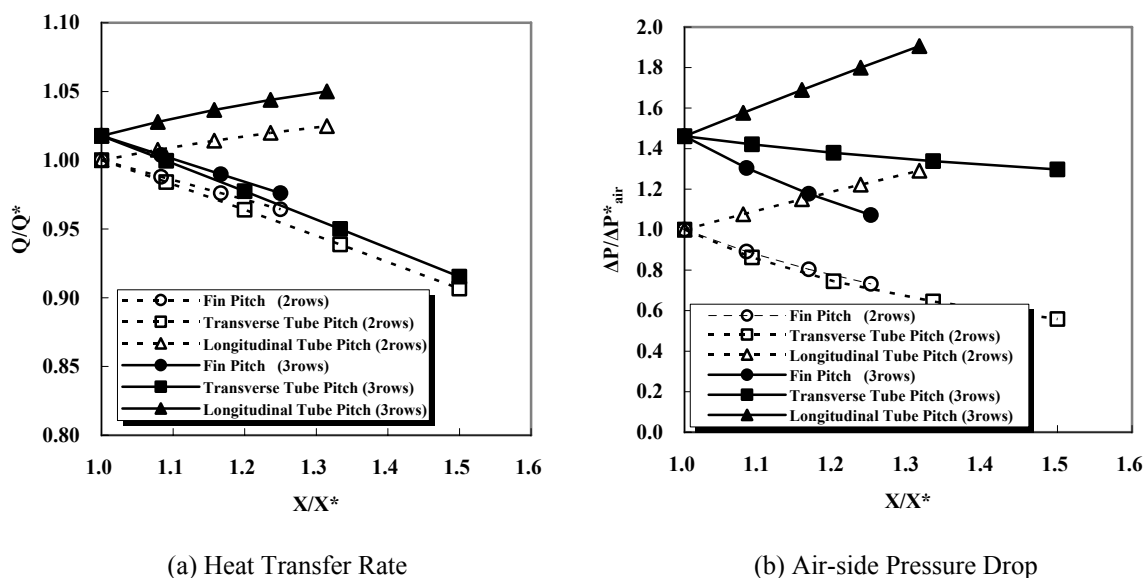 1.10
1.05
1.00
0.95
0.90
0.85
0.80
Q/Q*
Fin Pitch (2rows)
Transverse Tube Pitch (2rows)
Longitudinal Tube Pitch (2rows)
Fin Pitch (3rows)
Transverse Tube Pitch (3rows)
Longitudinal Tube Pitch (3rows)
1.0 1.1 1.2 1.3 1.4 1.5 1.6
X/X*
(a) Heat Transfer Rate
2.0
1.8
1.6
1.4
1.2
1.0
0.8
0.6
0.4
0.2
0.0
ΔP/ΔP*air
Fin Pitch (2rows)
Transverse Tube Pitch (2rows)
Longitudinal Tube Pitch (2rows)
Fin Pitch (3rows)
Transverse Tube Pitch (3rows)
Longitudinal Tube Pitch (3rows)
1.0 1.1 1.2 1.3 1.4 1.5 1.6
X/X*
(b) Air-side Pressure Drop